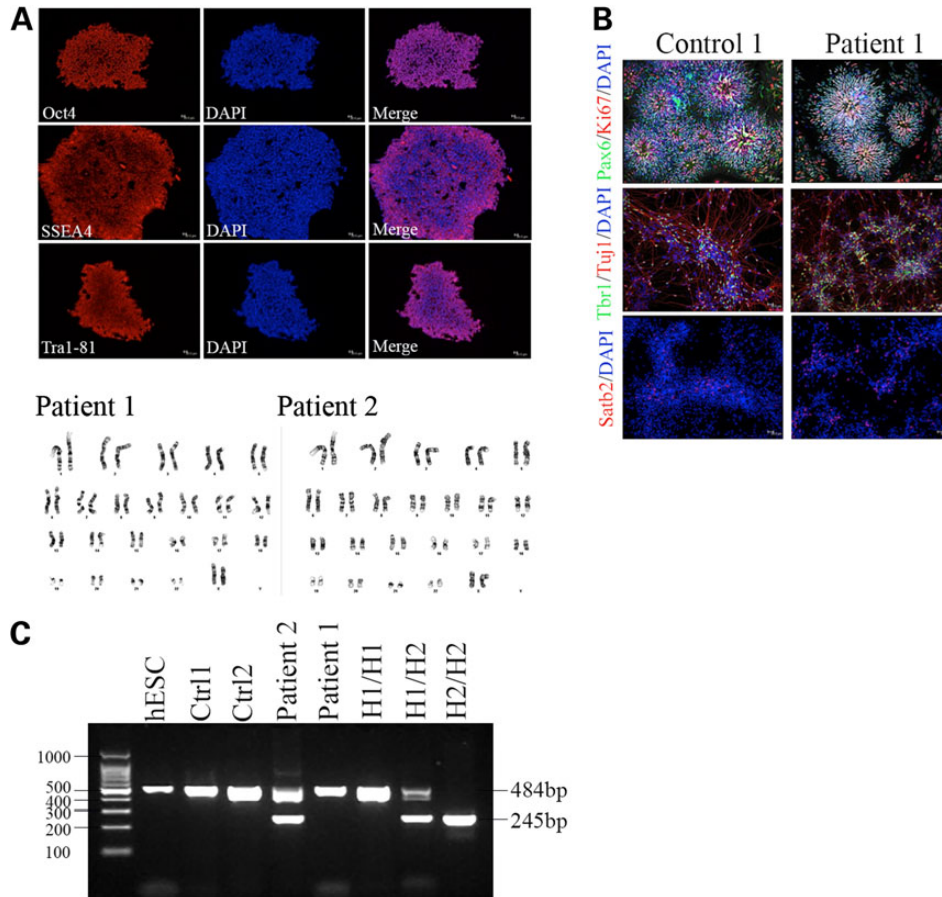 A
Oct4
DAPI
Merge
SSEA4
DAPI
Merge
Tra1-81
DAPI
Merge
Patient 1
Patient 2
B
Control 1
Patient 1
Pax6/Ki67/DAPI
Tbr1/Tuj1/DAPI
Satb2/DAPI
C
hESC
Ctrl1
Ctrl2
Patient 2
Patient 1
H1/H1
H1/H2
H2/H2
1000
500
400
300
200
100
484bp
245bp